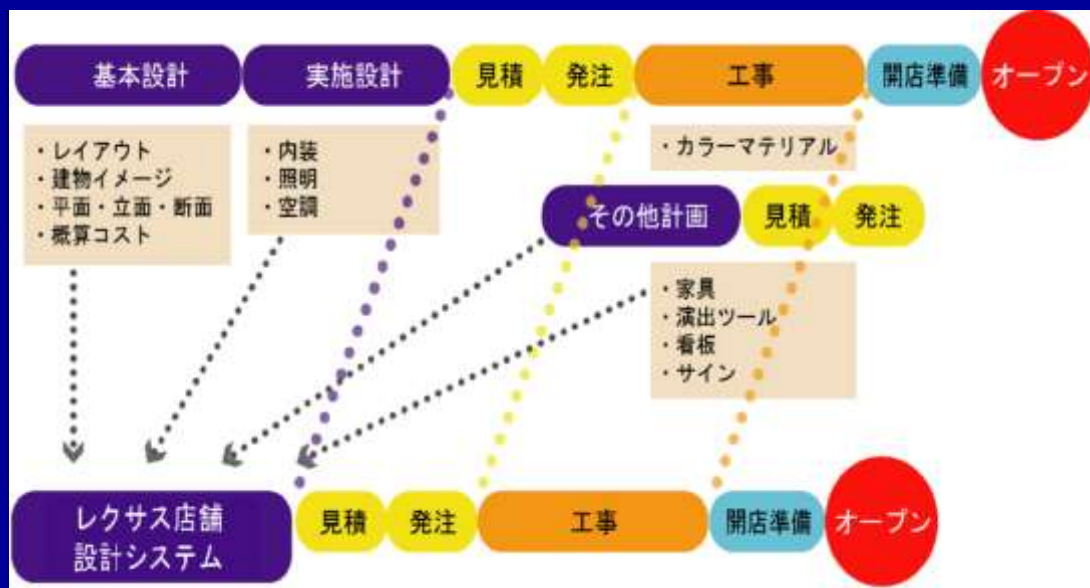 基本設計
実施設計
見積
発注
工事
開店準備
オープン
・レイアウト
・建物イメージ
・平面・立面・断面
・概算コスト
・内装
・照明
・空調
・カラーマテリアル
その他計画
見積
発注
・家具
・演出ツール
・看板
・サイン
レクサス店舗
設計システム
見積
発注
工事
開店準備
オープン